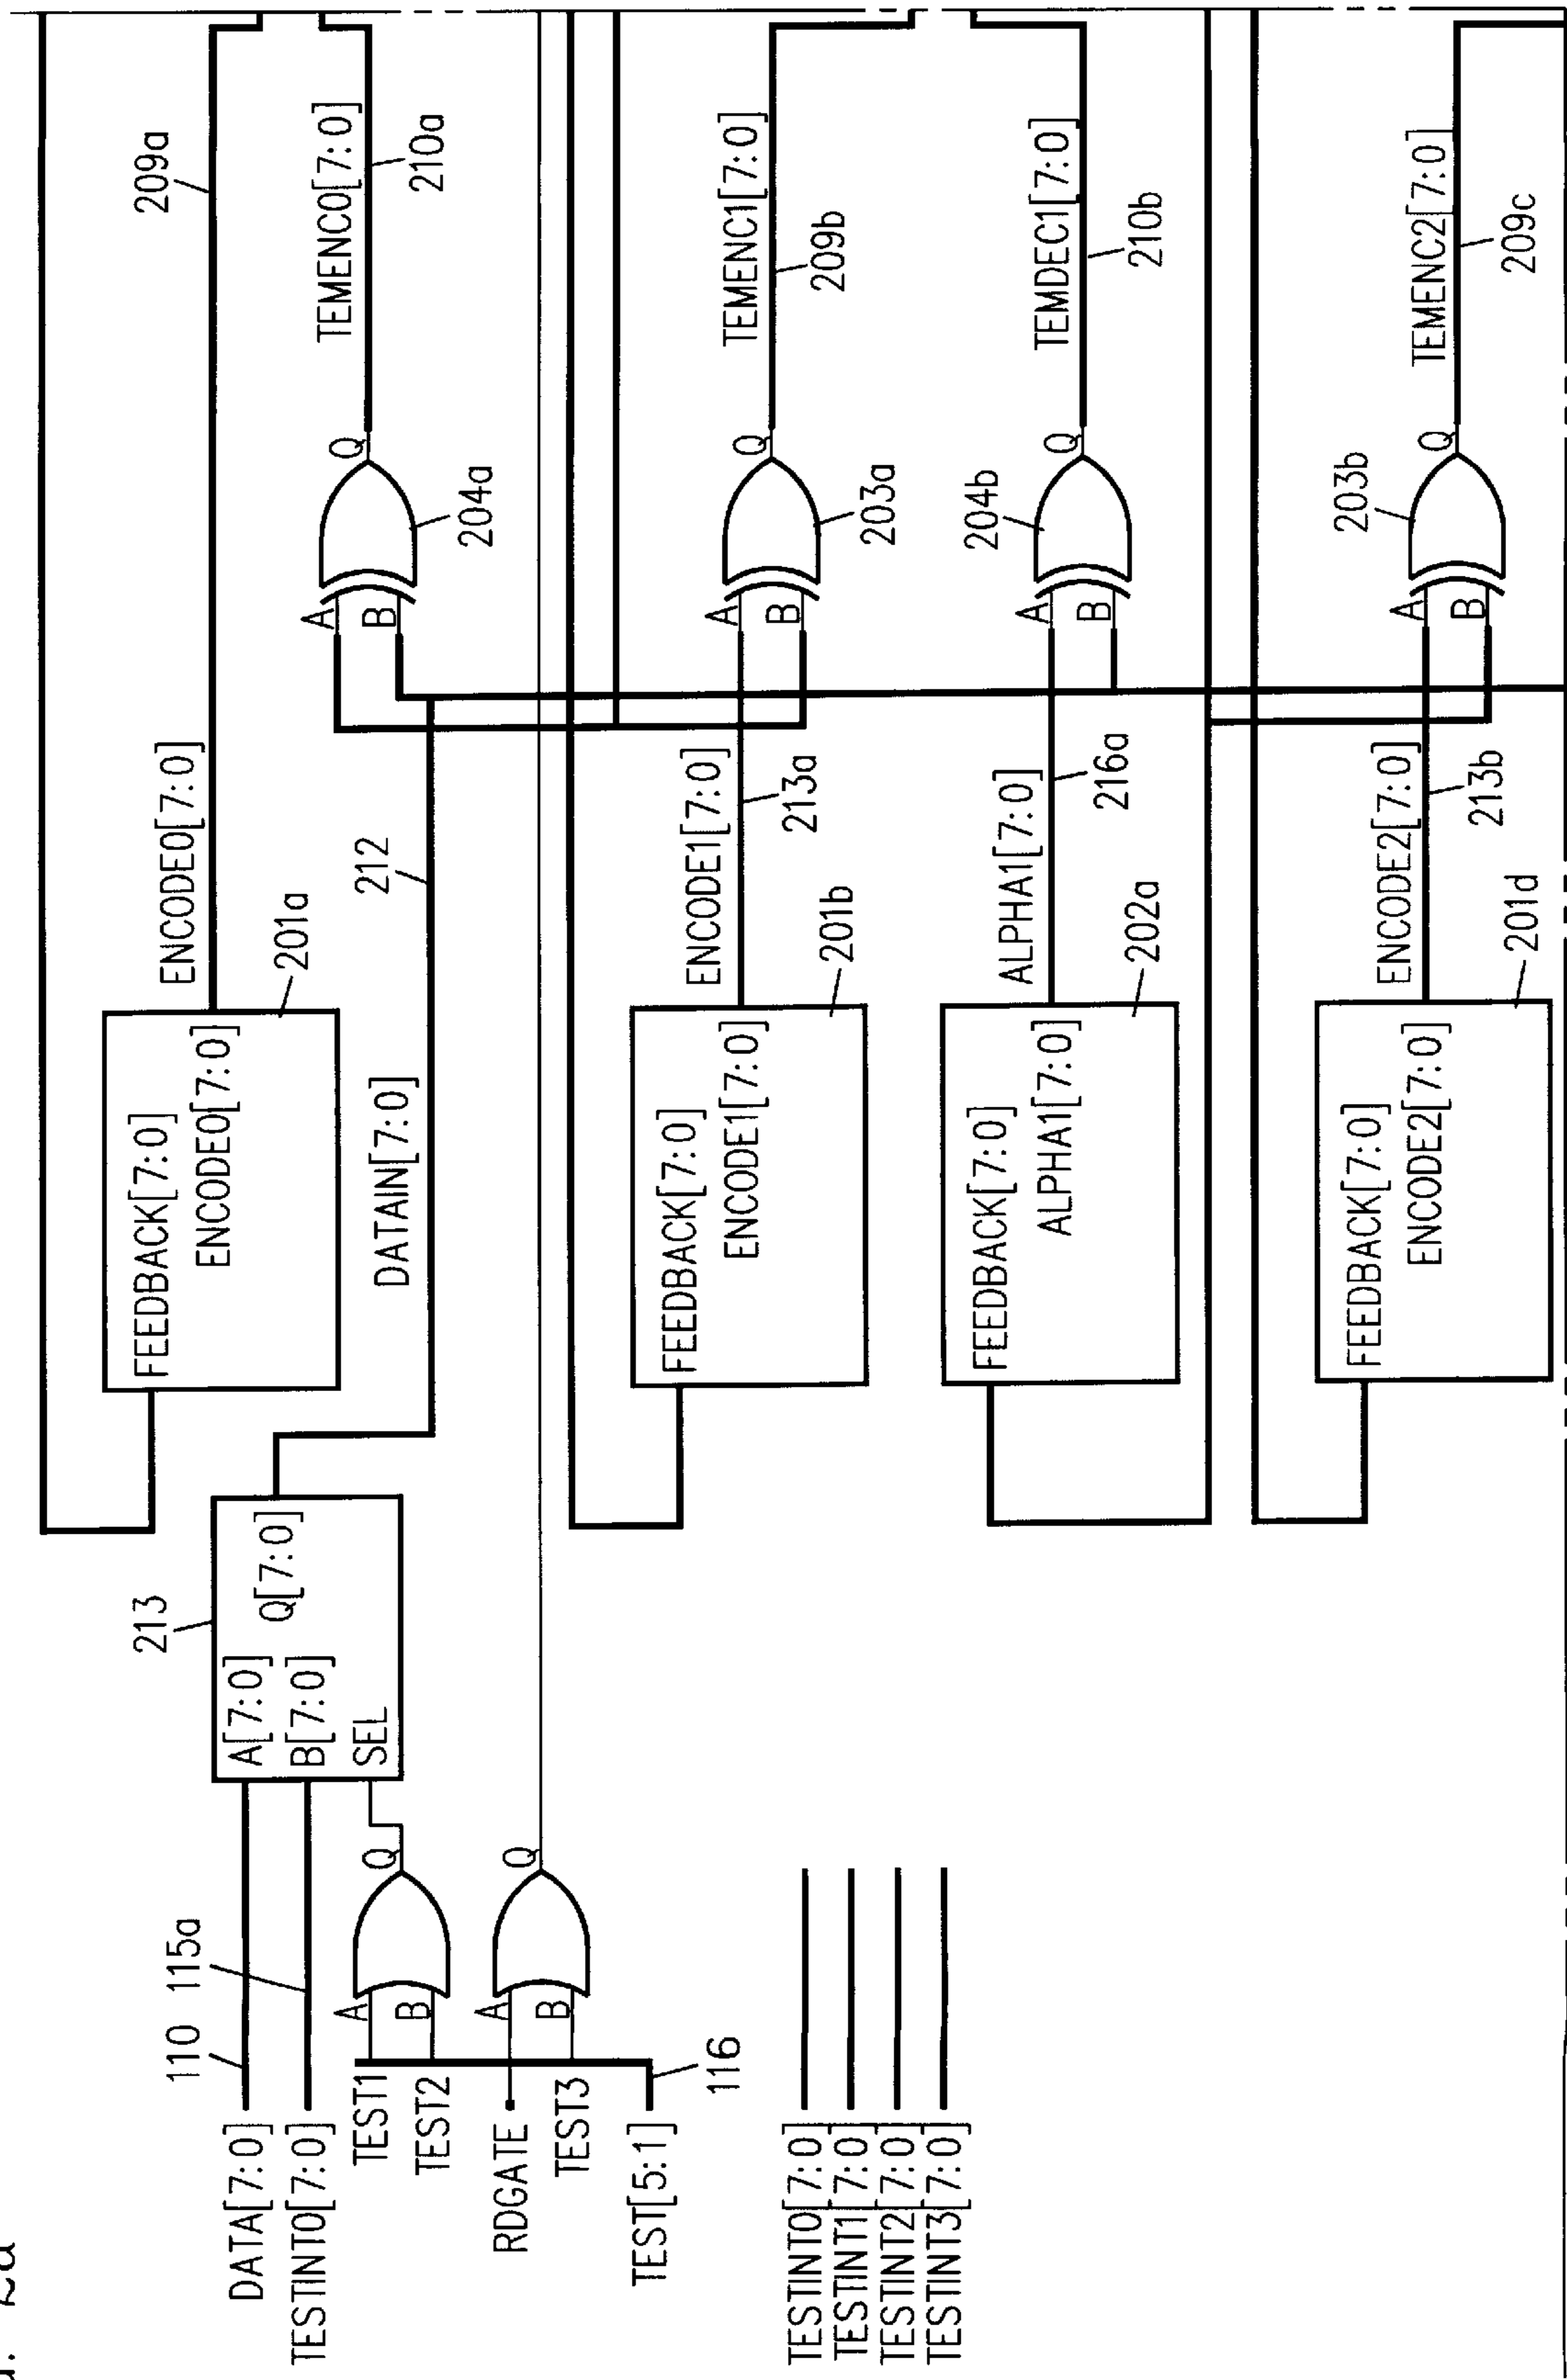 DATA[7:0]
110
TESTINT0[7:0]
115a
A[7:0]
B[7:0]
SEL
Q[7:0]
213
TEST1
TEST2
A
B
Q
RDGATE
TEST3
A
B
Q
TEST[5:1]
116
TESTINT0[7:0]
TESTINT1[7:0]
TESTINT2[7:0]
TESTINT3[7:0]
FEEDBACK[7:0]
ENCODE0[7:0]
201a
ENCODE0[7:0]
209a
DATAIN[7:0]
212
A
B
Q
204a
TEMENC0[7:0]
210a
FEEDBACK[7:0]
ENCODE1[7:0]
201b
ENCODE1[7:0]
213a
A
B
Q
203a
TEMENC1[7:0]
209b
FEEDBACK[7:0]
ALPHA1[7:0]
202a
ALPHA1[7:0]
216a
A
B
Q
204b
TEMDEC1[7:0]
210b
FEEDBACK[7:0]
ENCODE2[7:0]
201d
ENCODE2[7:0]
213b
A
B
Q
203b
TEMENC2[7:0]
209c